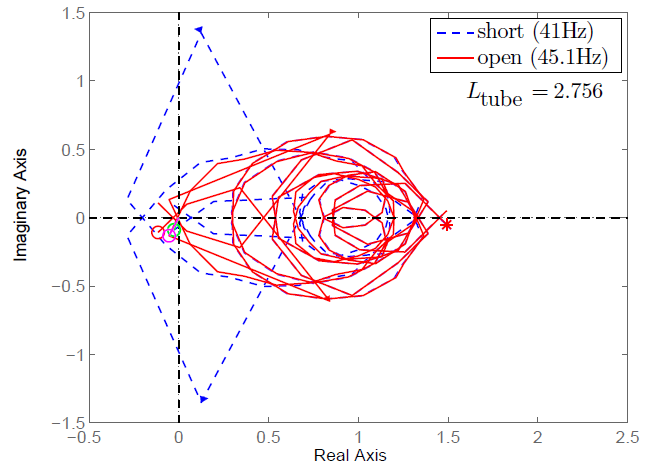 1.5
short (41Hz)
open (45.1Hz)
L_tube = 2.756
1
0.5
0
-0.5
-1
-1.5
-0.5
0
0.5
1
1.5
2
2.5
Real Axis
Imaginary Axis